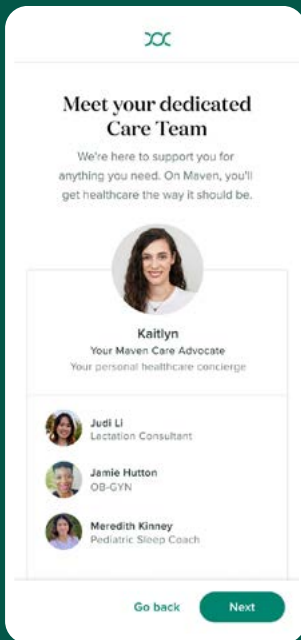 Meet your dedicated
Care Team
We're here to support you for
anything you need. On Maven, you'll
get healthcare the way it should be.
Kaitlyn
Your Maven Care Advocate
Your personal healthcare concierge
Judi Li
Lactation Consultant
Jamie Hutton
OB-GYN
Meredith Kinney
Pediatric Sleep Coach
Go back
Next